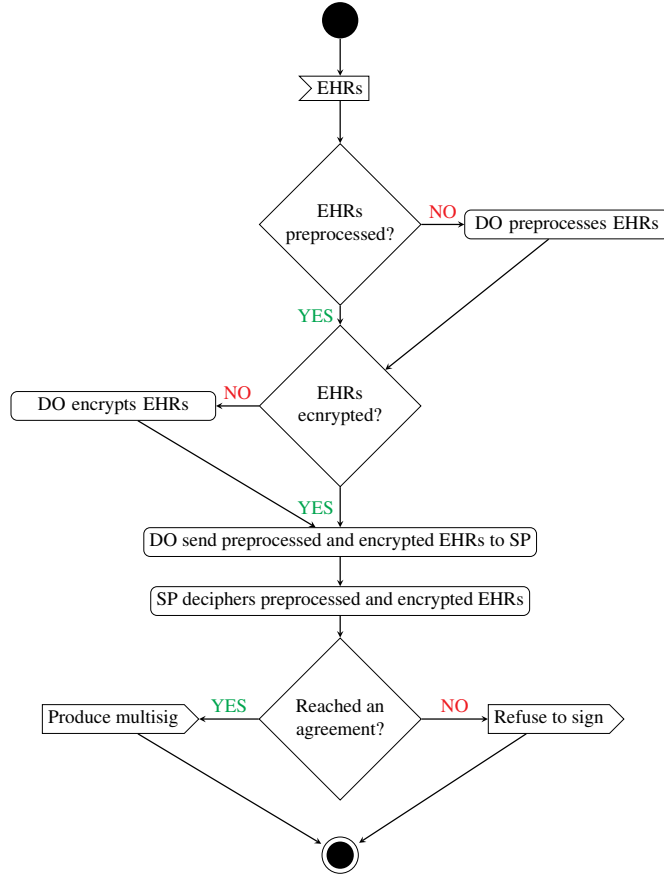 EHRs
EHRs
preprocessed?
NO
DO preprocesses EHRs
YES
EHRs
ecnrypted?
NO
DO encrypts EHRs
YES
DO send preprocessed and encrypted EHRs to SP
SP deciphers preprocessed and encrypted EHRs
Reached an
agreement?
YES
Produce multisig
NO
Refuse to sign